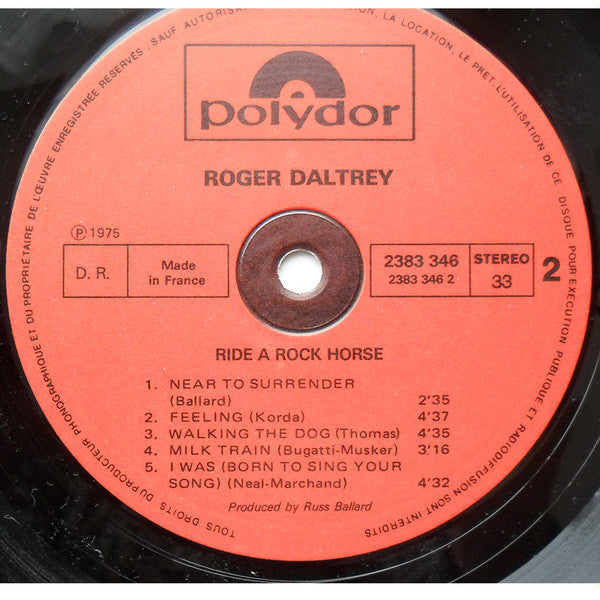 TOUS DROITS DU PRODUCTEUR PHONOGRAPHIQUE ET DU PROPRIÉTAIRE DE L'ŒUVRE ENREGISTRÉE RÉSERVÉS. SAUF AUTORISATION, LA LOCATION, LE PRÊT, L'UTILISATION DE CE DISQUE POUR EXÉCUTION PUBLIQUE ET RADIODIFFUSION SONT INTERDITS
polydor
ROGER DALTREY
Ⓟ 1975
D. R.
Made
in France
2383 346
2383 346 2
STEREO
33
2
RIDE A ROCK HORSE
1. NEAR TO SURRENDER
(Ballard) 2'35
2. FEELING (Korda) 4'37
3. WALKING THE DOG (Thomas) 4'35
4. MILK TRAIN (Bugatti-Musker) 3'16
5. I WAS (BORN TO SING YOUR
SONG) (Neal-Marchand) 4'32
Produced by Russ Ballard